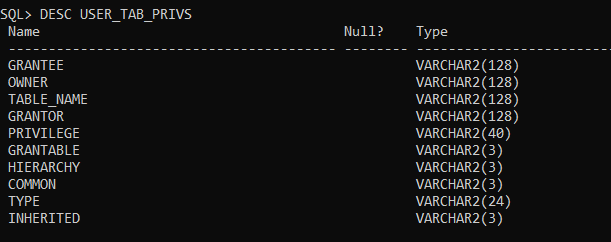 SQL> DESC USER_TAB_PRIVS
Name Null? Type
----------------------------------------- -------- ----------------------------
GRANTEE VARCHAR2(128)
OWNER VARCHAR2(128)
TABLE_NAME VARCHAR2(128)
GRANTOR VARCHAR2(128)
PRIVILEGE VARCHAR2(40)
GRANTABLE VARCHAR2(3)
HIERARCHY VARCHAR2(3)
COMMON VARCHAR2(3)
TYPE VARCHAR2(24)
INHERITED VARCHAR2(3)